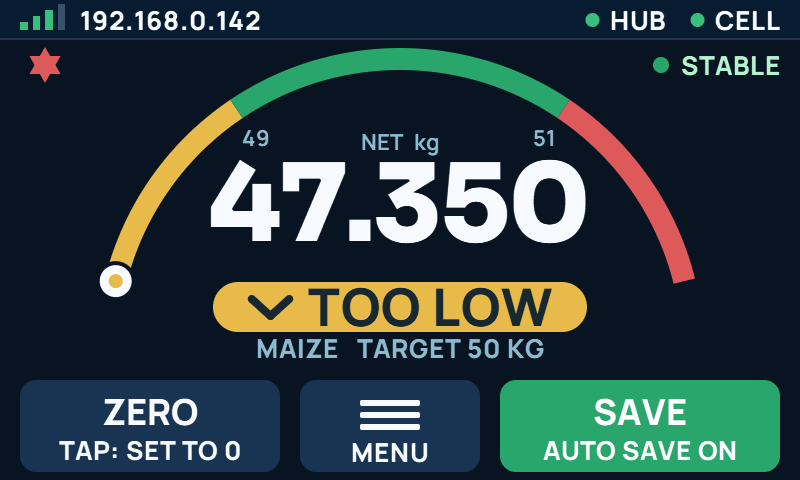 192.168.0.142
HUB
CELL
STABLE
49
NET kg
51
47.350
TOO LOW
MAIZE TARGET 50 KG
ZERO
TAP: SET TO 0
MENU
SAVE
AUTO SAVE ON